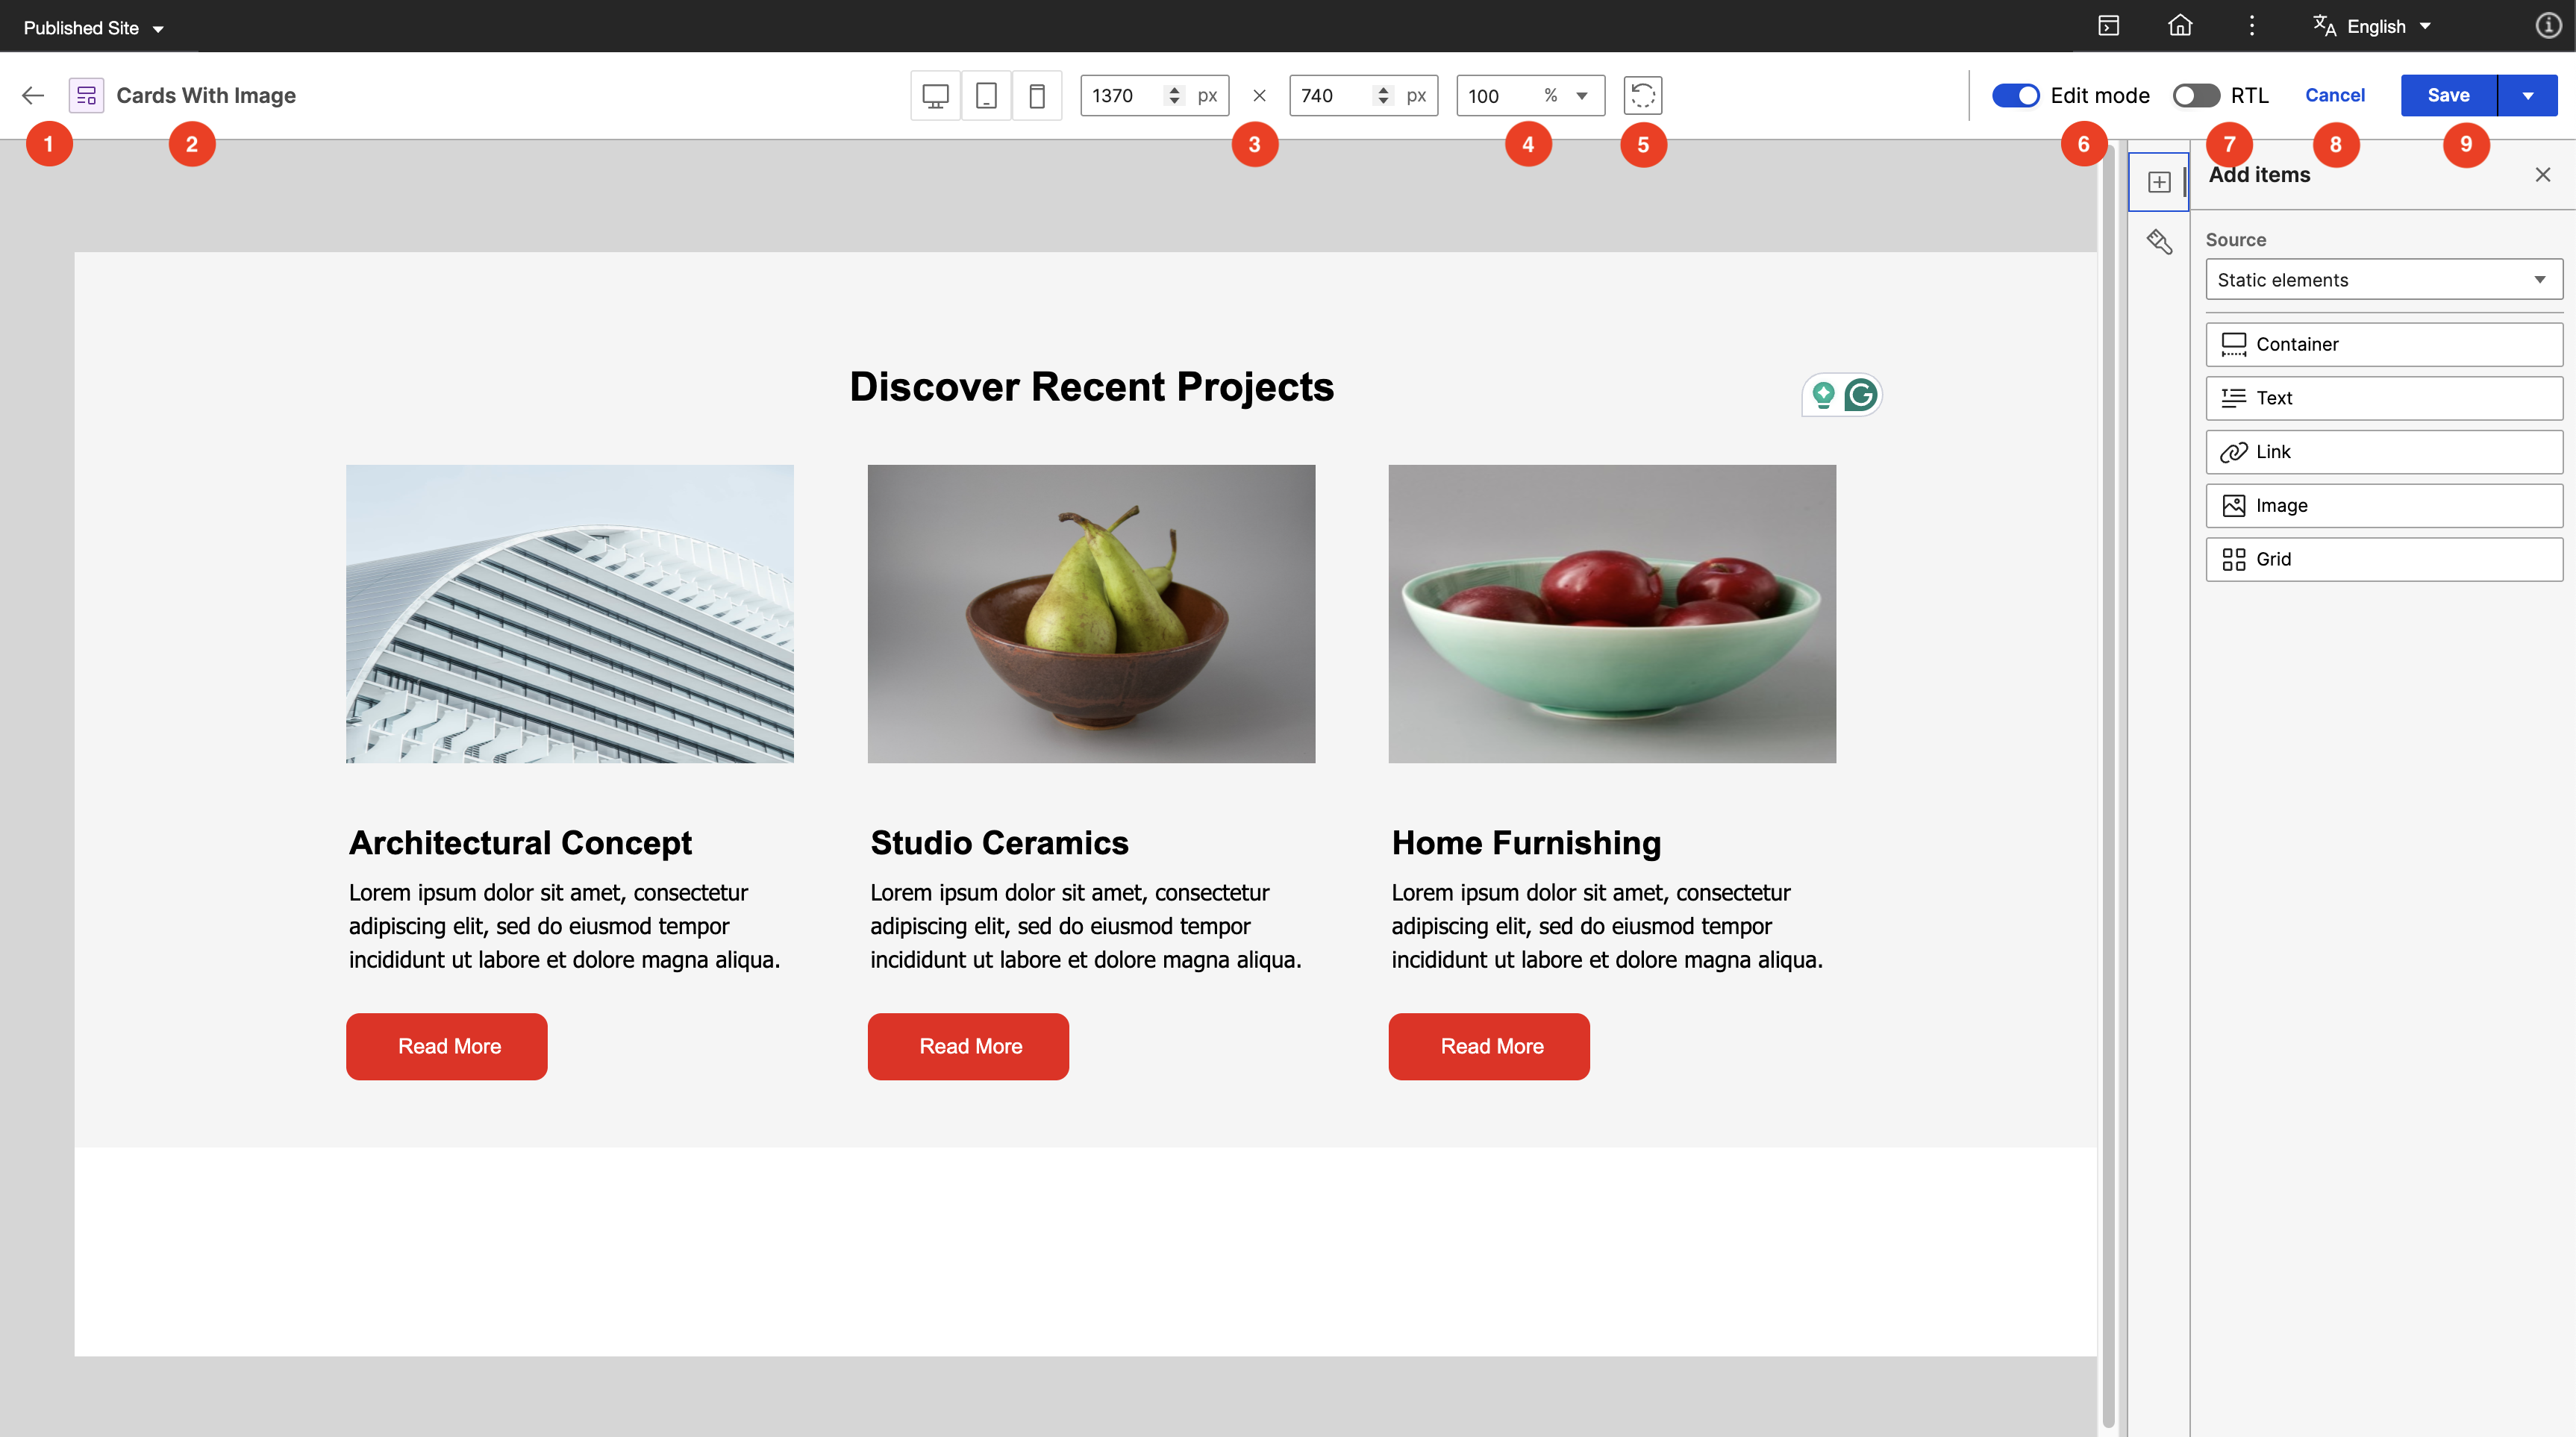 Published Site
English
Cards With Image
1370 px × 740 px
100 %
Edit mode
RTL
Cancel
Save
1
2
3
4
5
6
7
8
9
Add items
Source
Static elements
Container
Text
Link
Image
Grid
Discover Recent Projects
G
Architectural Concept
Lorem ipsum dolor sit amet, consectetur
adipiscing elit, sed do eiusmod tempor
incididunt ut labore et dolore magna aliqua.
Read More
Studio Ceramics
Lorem ipsum dolor sit amet, consectetur
adipiscing elit, sed do eiusmod tempor
incididunt ut labore et dolore magna aliqua.
Read More
Home Furnishing
Lorem ipsum dolor sit amet, consectetur
adipiscing elit, sed do eiusmod tempor
incididunt ut labore et dolore magna aliqua.
Read More